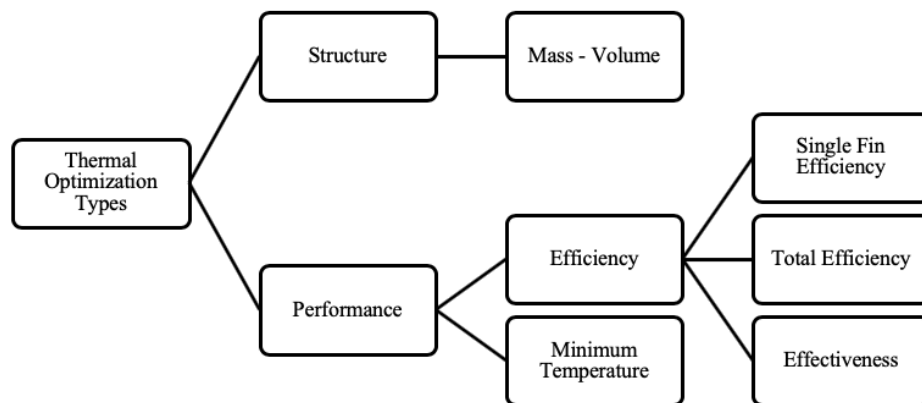 Structure
Mass - Volume
Thermal
Optimization
Types
Single Fin
Efficiency
Efficiency
Total Efficiency
Performance
Minimum
Temperature
Effectiveness